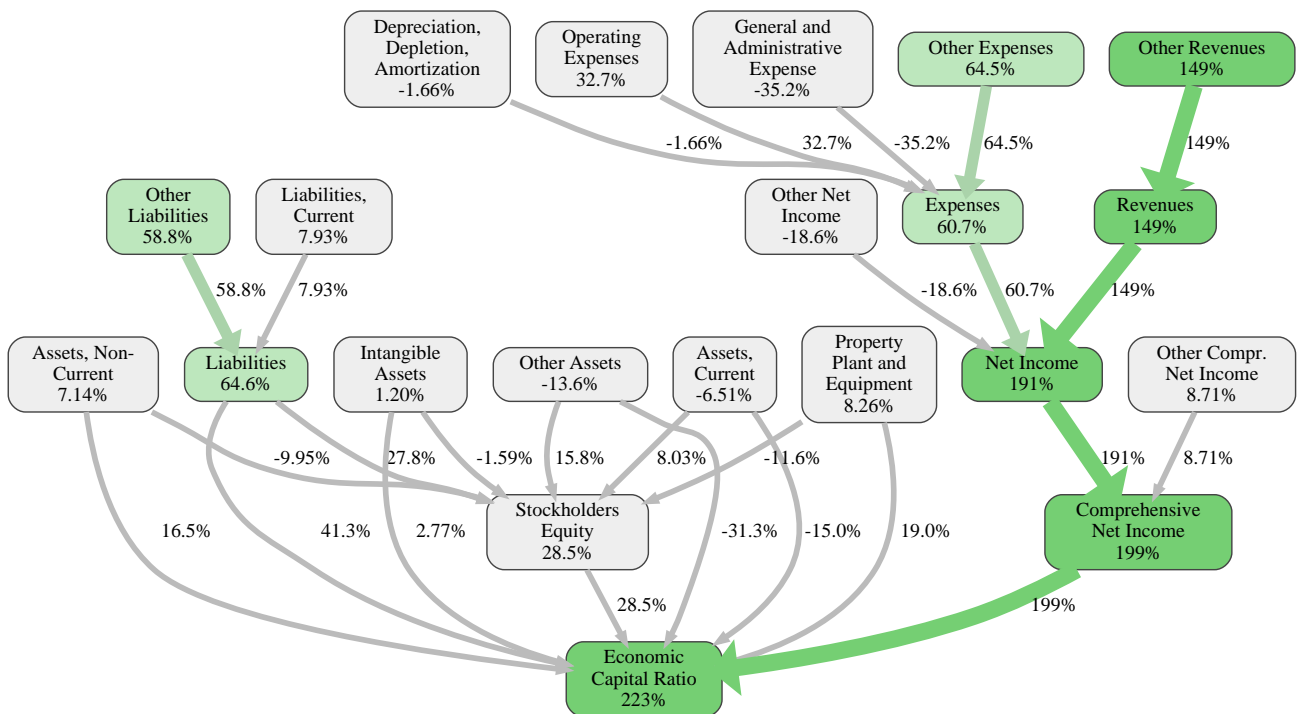 Depreciation,
Depletion,
Amortization
-1.66%
Operating
Expenses
32.7%
General and
Administrative
Expense
-35.2%
Other Expenses
64.5%
Other Revenues
149%
-1.66%
32.7%
-35.2%
64.5%
149%
Other
Liabilities
58.8%
Liabilities,
Current
7.93%
Other Net
Income
-18.6%
Expenses
60.7%
Revenues
149%
58.8%
7.93%
-18.6%
60.7%
149%
Assets, Non-
Current
7.14%
Liabilities
64.6%
Intangible
Assets
1.20%
Other Assets
-13.6%
Assets,
Current
-6.51%
Property
Plant and
Equipment
8.26%
Net Income
191%
Other Compr.
Net Income
8.71%
-9.95%
27.8%
-1.59%
15.8%
8.03%
-11.6%
191%
8.71%
Stockholders
Equity
28.5%
Comprehensive
Net Income
199%
16.5%
41.3%
2.77%
-31.3%
-15.0%
19.0%
28.5%
199%
Economic
Capital Ratio
223%